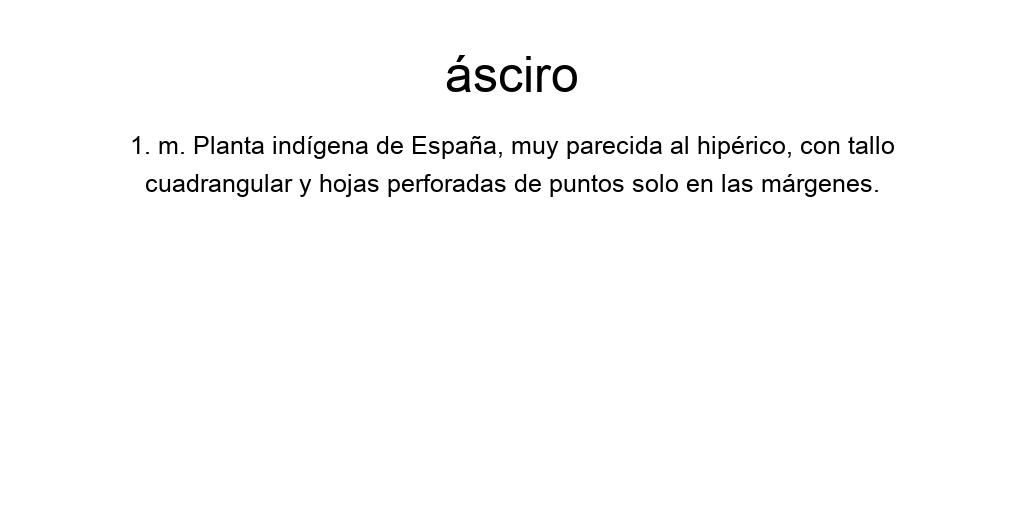 ásciro
1. m. Planta indígena de España, muy parecida al hipérico, con tallo
cuadrangular y hojas perforadas de puntos solo en las márgenes.